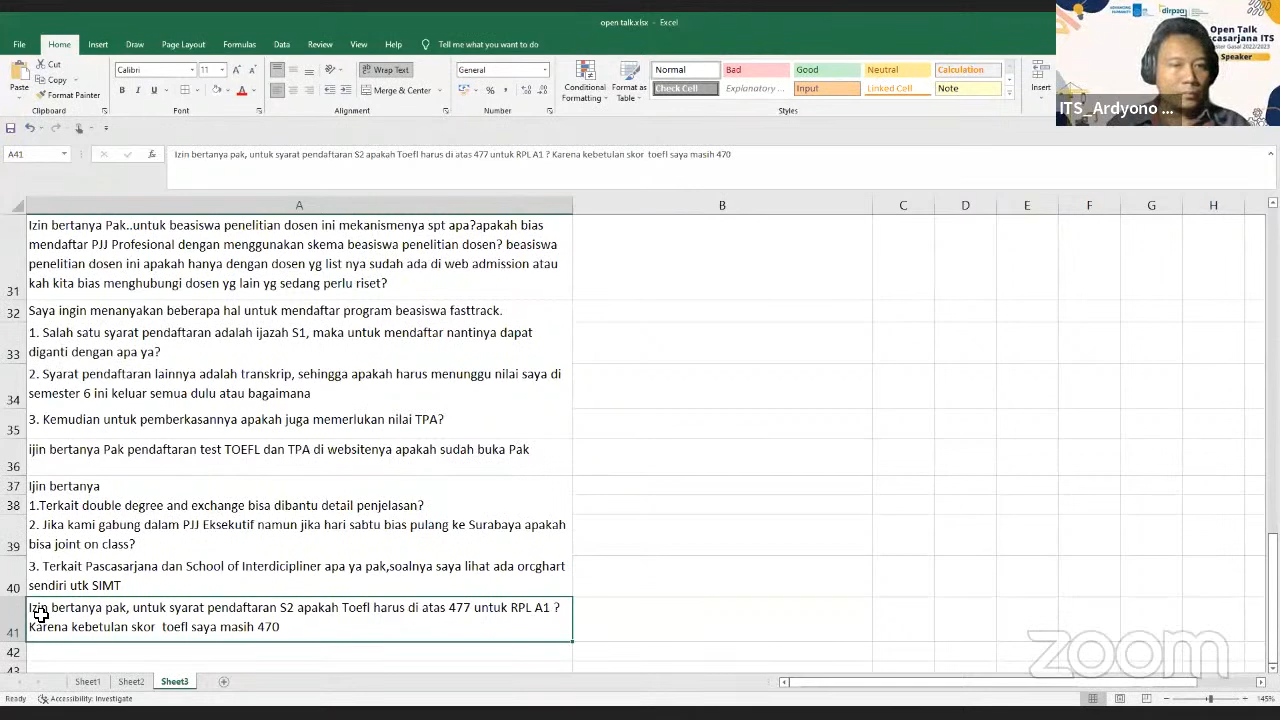 open talk.xlsx - Excel
File Home Insert Draw Page Layout Formulas Data Review View Help Tell me what you want to do
Paste
Cut
Copy
Format Painter
Clipboard
Calibri 11
B I U
Font
Wrap Text
Merge & Center
Alignment
General
Number
Conditional Formatting
Format as Table
Normal Bad Good Neutral Calculation
Check Cell Explanatory ... Input Linked Cell Note
Styles
Insert
Open Talk
Speaker
ITS_Ardyono ...
A41
fx
Izin bertanya pak, untuk syarat pendaftaran S2 apakah Toefl harus di atas 477 untuk RPL A1 ? Karena kebetulan skor toefl saya masih 470
A B C D E F G H
Izin bertanya Pak..untuk beasiswa penelitian dosen ini mekanismenya spt apa?apakah bias
mendaftar PJJ Profesional dengan menggunakan skema beasiswa penelitian dosen? beasiswa
penelitian dosen ini apakah hanya dengan dosen yg list nya sudah ada di web admission atau
31 kah kita bias menghubungi dosen yg lain yg sedang perlu riset?
32 Saya ingin menanyakan beberapa hal untuk mendaftar program beasiswa fasttrack.
1. Salah satu syarat pendaftaran adalah ijazah S1, maka untuk mendaftar nantinya dapat
33 diganti dengan apa ya?
2. Syarat pendaftaran lainnya adalah transkrip, sehingga apakah harus menunggu nilai saya di
34 semester 6 ini keluar semua dulu atau bagaimana
35 3. Kemudian untuk pemberkasannya apakah juga memerlukan nilai TPA?
36 ijin bertanya Pak pendaftaran test TOEFL dan TPA di websitenya apakah sudah buka Pak
37 Ijin bertanya
38 1.Terkait double degree and exchange bisa dibantu detail penjelasan?
2. Jika kami gabung dalam PJJ Eksekutif namun jika hari sabtu bias pulang ke Surabaya apakah
39 bisa joint on class?
3. Terkait Pascasarjana dan School of Interdicipliner apa ya pak,soalnya saya lihat ada orcghart
40 sendiri utk SIMT
Izin bertanya pak, untuk syarat pendaftaran S2 apakah Toefl harus di atas 477 untuk RPL A1 ?
41 Karena kebetulan skor toefl saya masih 470
42
43
zoom
Sheet1 Sheet2 Sheet3
Ready Accessibility: Investigate 145%